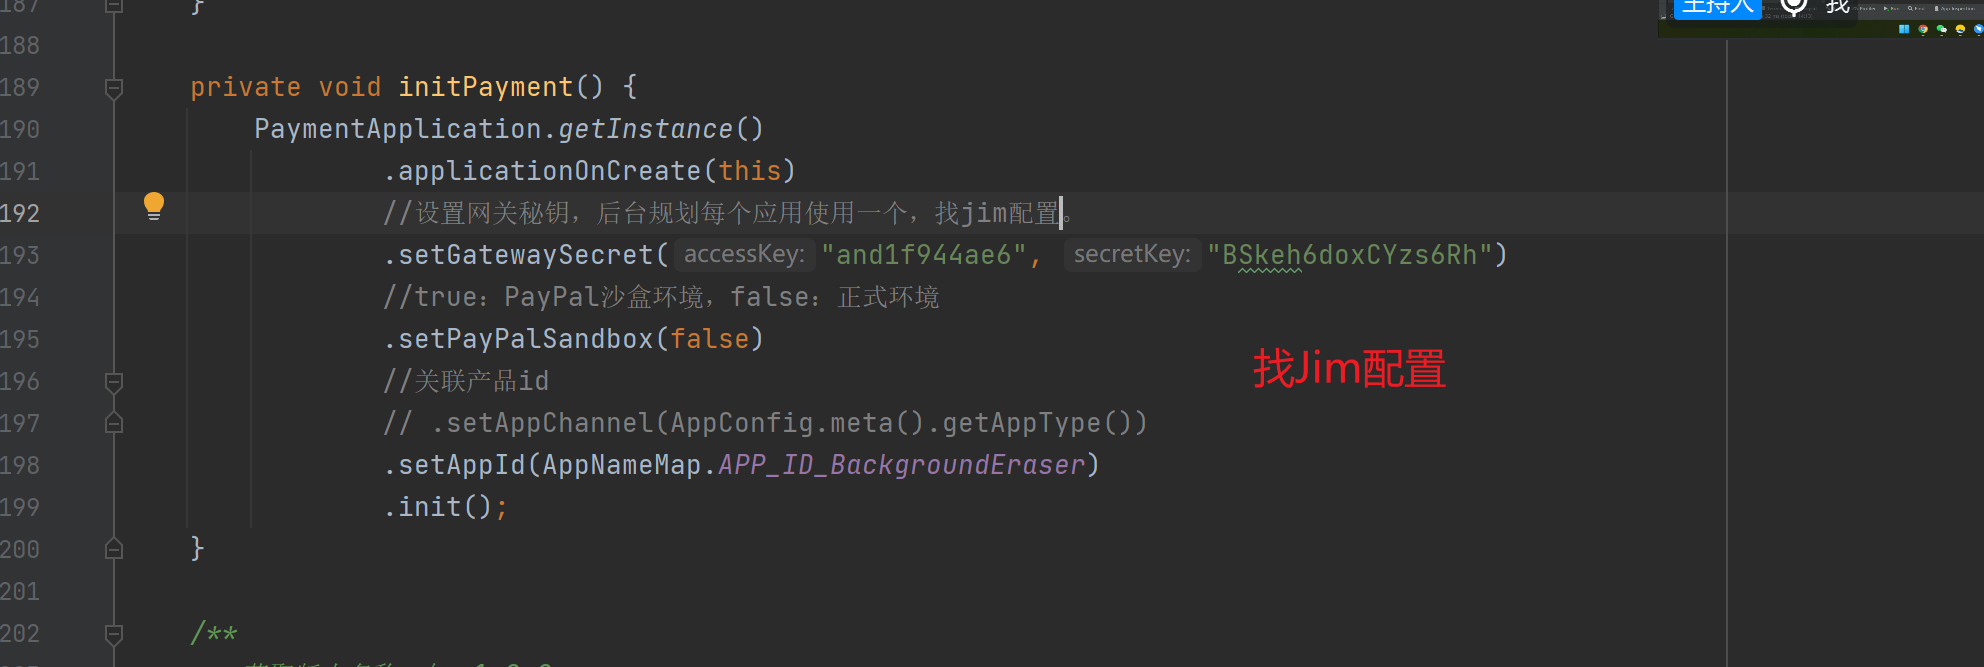 187 }
188
189 private void initPayment() {
190 PaymentApplication.getInstance()
191 .applicationOnCreate(this)
192 //设置网关秘钥，后台规划每个应用使用一个，找jim配置。
193 .setGatewaySecret( accessKey: "and1f944ae6", secretKey: "BSkeh6doxCYzs6Rh")
194 //true：PayPal沙盒环境，false：正式环境
195 .setPayPalSandbox(false)
找Jim配置
196 //关联产品id
197 // .setAppChannel(AppConfig.meta().getAppType())
198 .setAppId(AppNameMap.APP_ID_BackgroundEraser)
199 .init();
200 }
201
202 /**
主持人 我